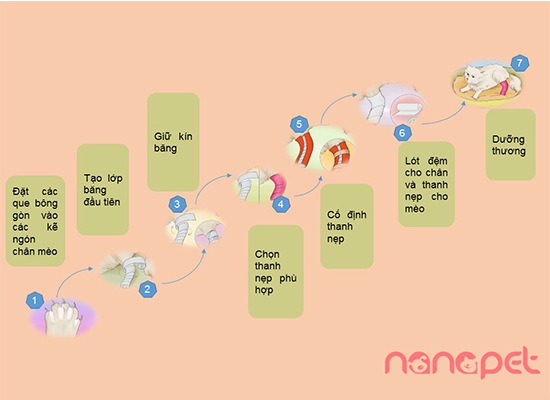 1
Đặt các
que bông
gòn vào
các kẽ
ngón
chân mèo
2
Tạo lớp
băng
đầu tiên
3
Giữ kín
băng
4
Chọn
thanh
nẹp phù
hợp
5
Cố định
thanh
nẹp
6
Lót đệm
cho chân
và thanh
nẹp cho
mèo
7
Dưỡng
thương
nanapet